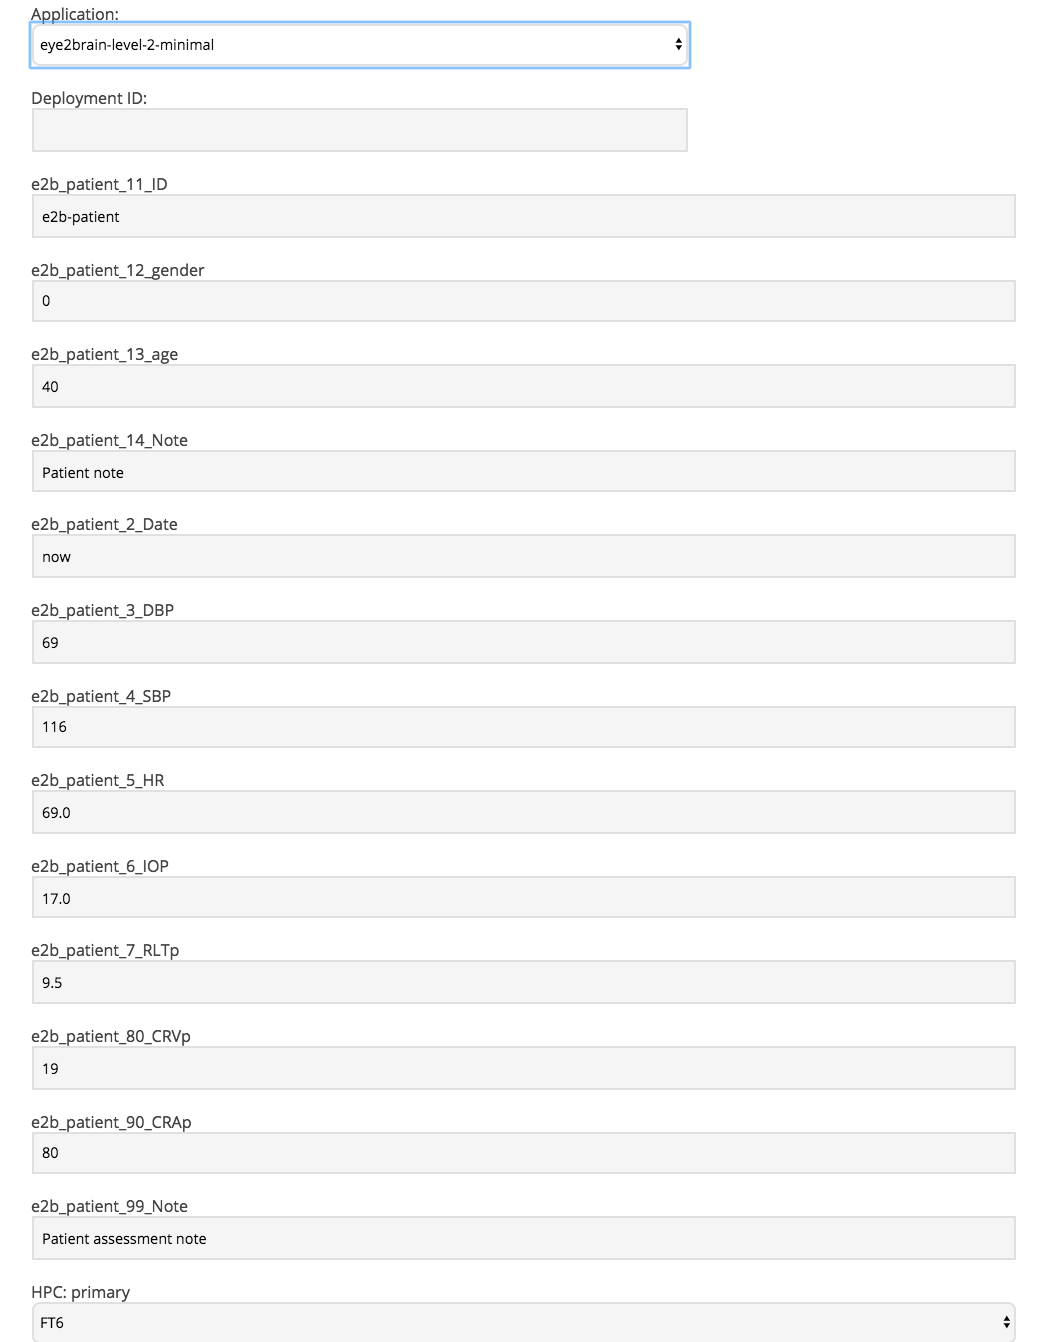 Application:
eye2brain-level-2-minimal
Deployment ID:
e2b_patient_11_ID
e2b-patient
e2b_patient_12_gender
0
e2b_patient_13_age
40
e2b_patient_14_Note
Patient note
e2b_patient_2_Date
now
e2b_patient_3_DBP
69
e2b_patient_4_SBP
116
e2b_patient_5_HR
69.0
e2b_patient_6_IOP
17.0
e2b_patient_7_RLTp
9.5
e2b_patient_80_CRVp
19
e2b_patient_90_CRAp
80
e2b_patient_99_Note
Patient assessment note
HPC: primary
FT6